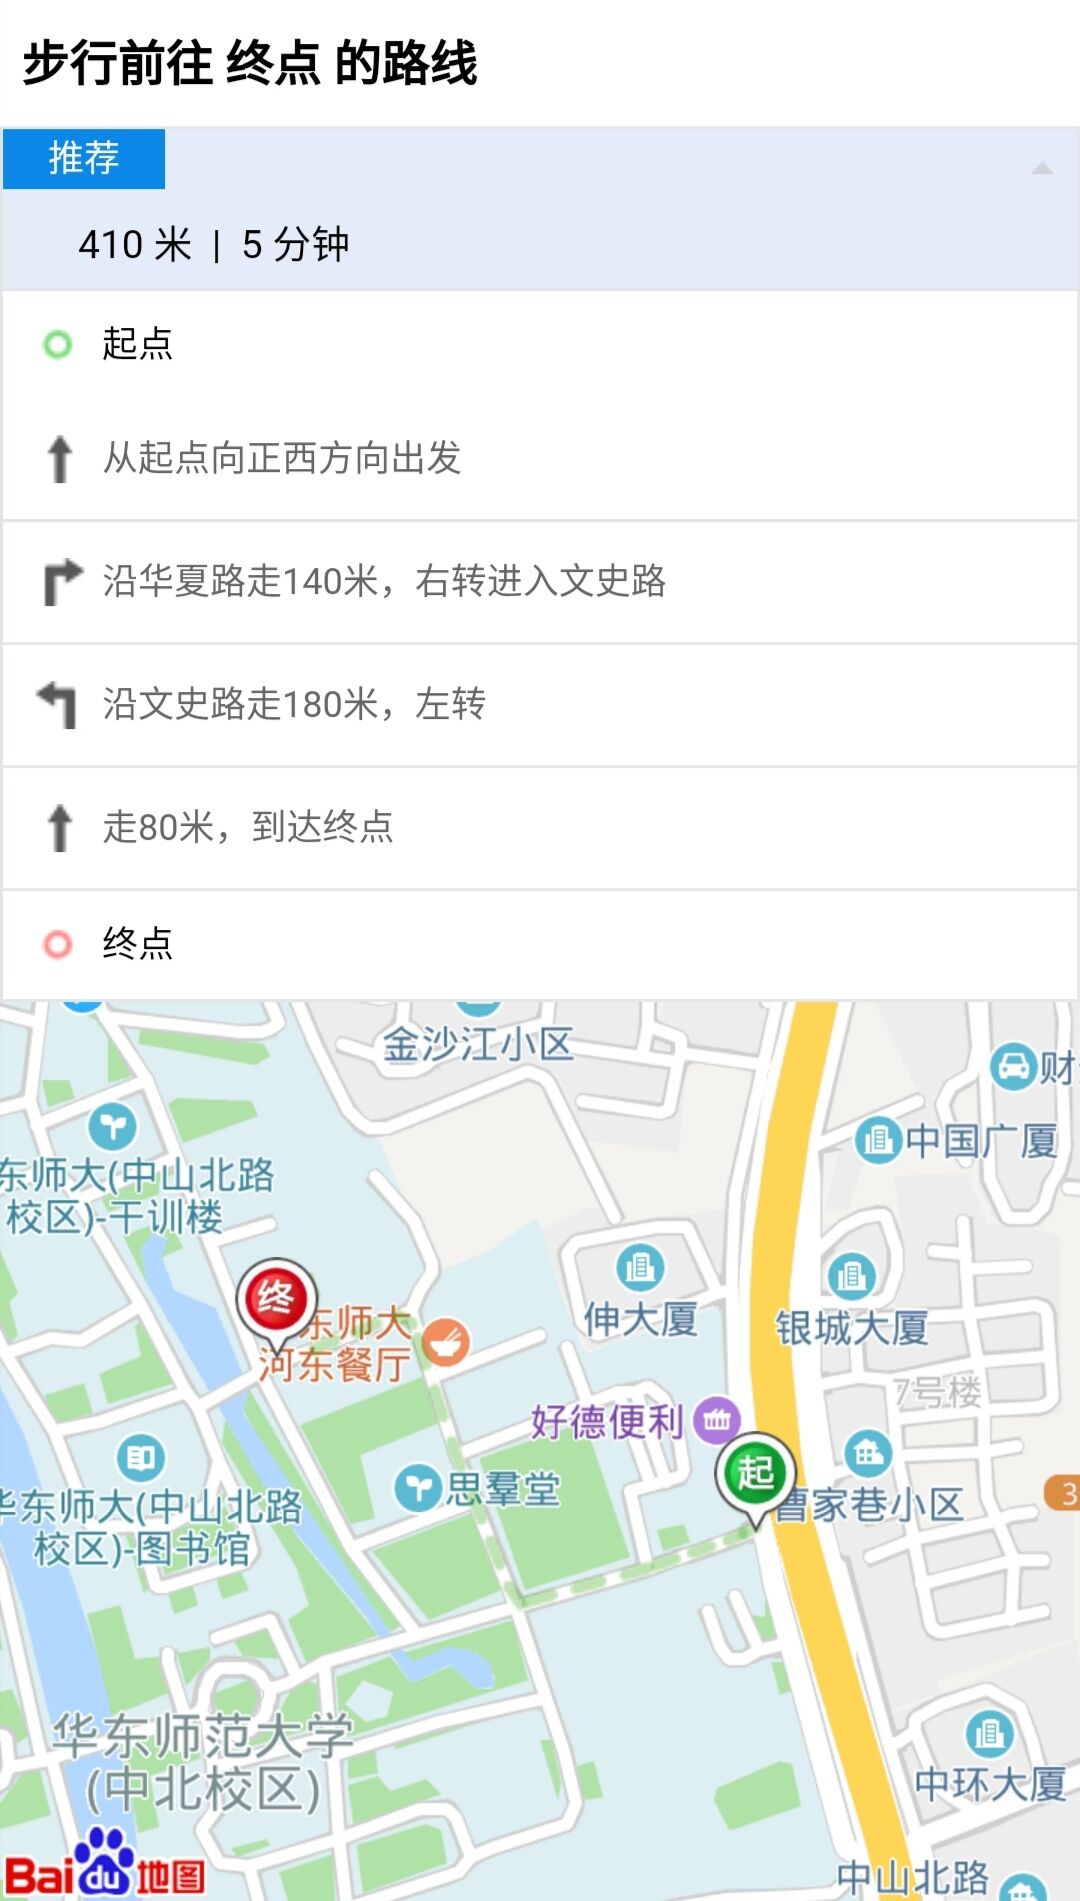 步行前往 终点 的路线
推荐
410 米 | 5 分钟
起点
从起点向正西方向出发
沿华夏路走140米，右转进入文史路
沿文史路走180米，左转
走80米，到达终点
终点
金沙江小区
财
中国广厦
东师大(中山北路
校区)-干训楼
终
东师大
河东餐厅
伸大厦
银城大厦
7号楼
好德便利
起
思羣堂
曹家巷小区
3
华东师大(中山北路
校区)-图书馆
华东师范大学
(中北校区)
中环大厦
中山北路
Bai du 地图